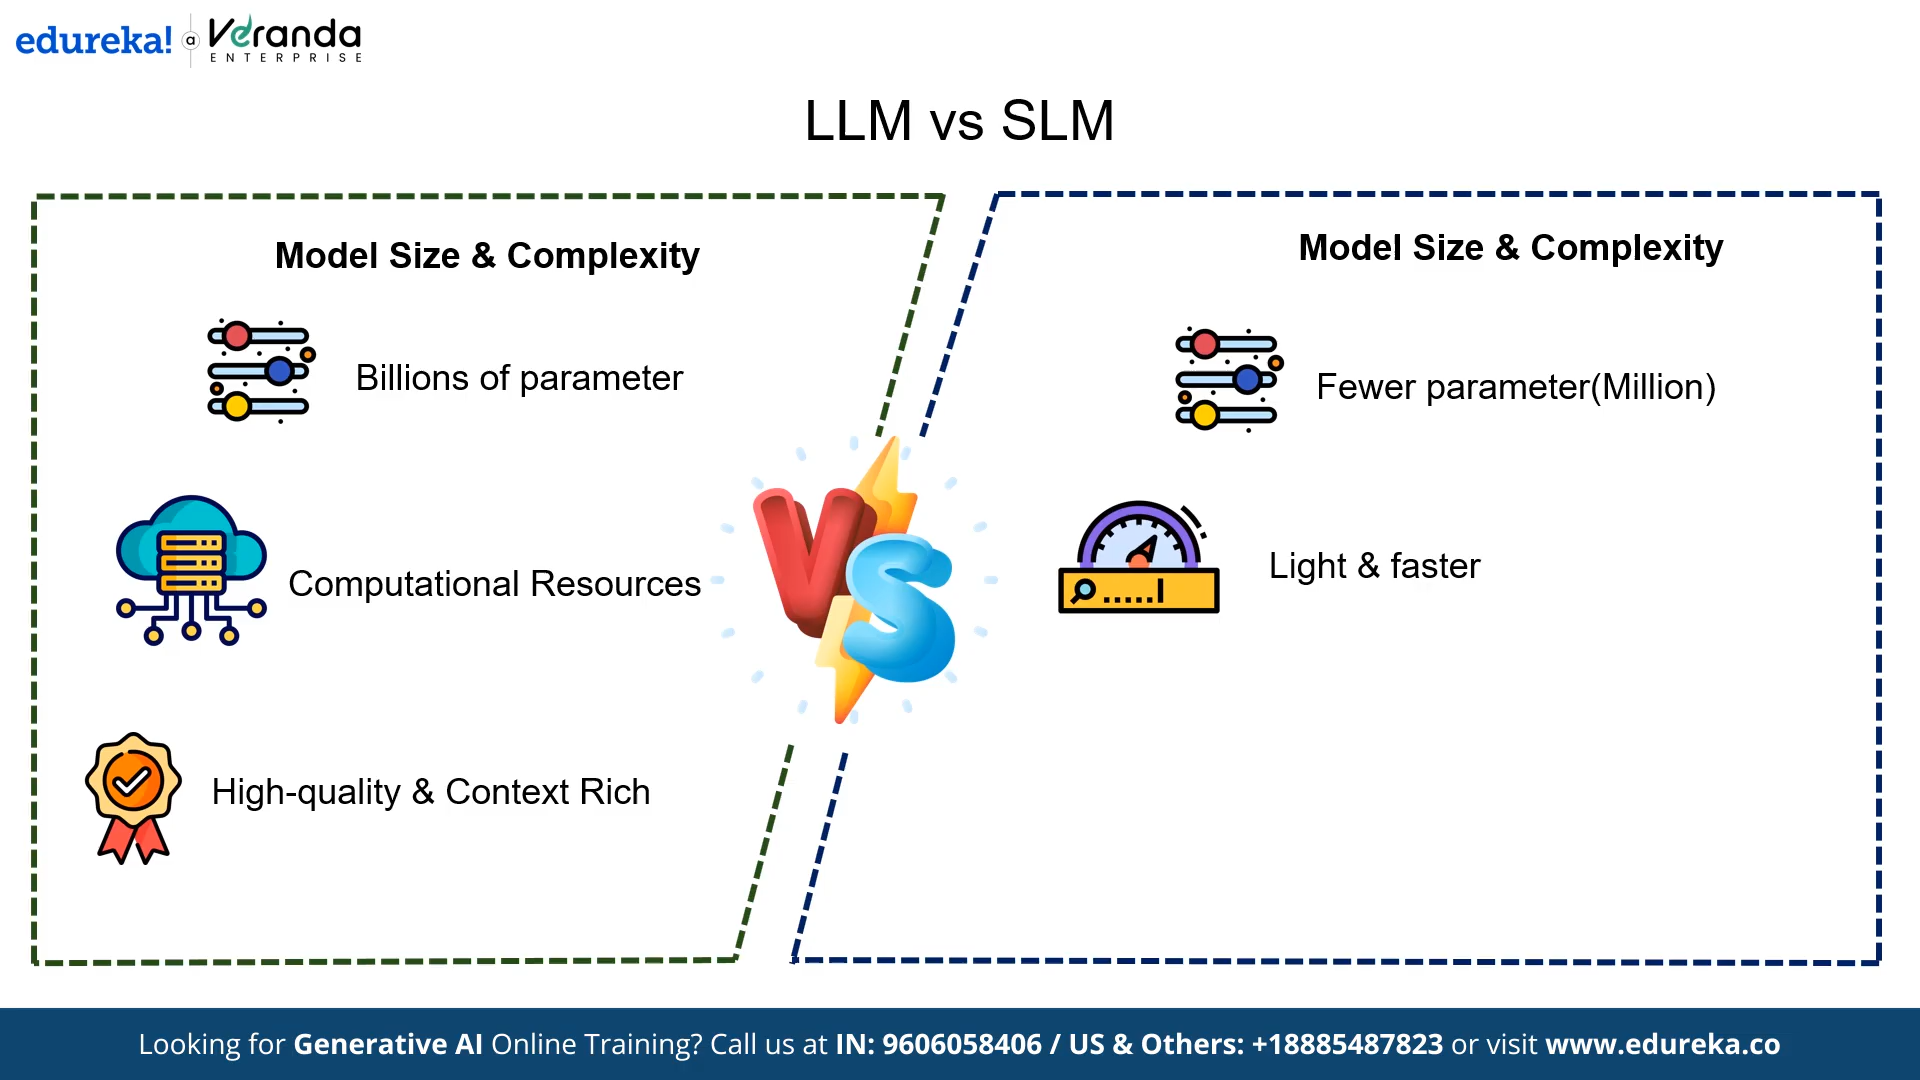 edureka! a Veranda
ENTERPRISE
LLM vs SLM
Model Size & Complexity
Billions of parameter
Computational Resources
High-quality & Context Rich
VS
Model Size & Complexity
Fewer parameter(Million)
Light & faster
Looking for Generative AI Online Training? Call us at IN: 9606058406 / US & Others: +18885487823 or visit www.edureka.co